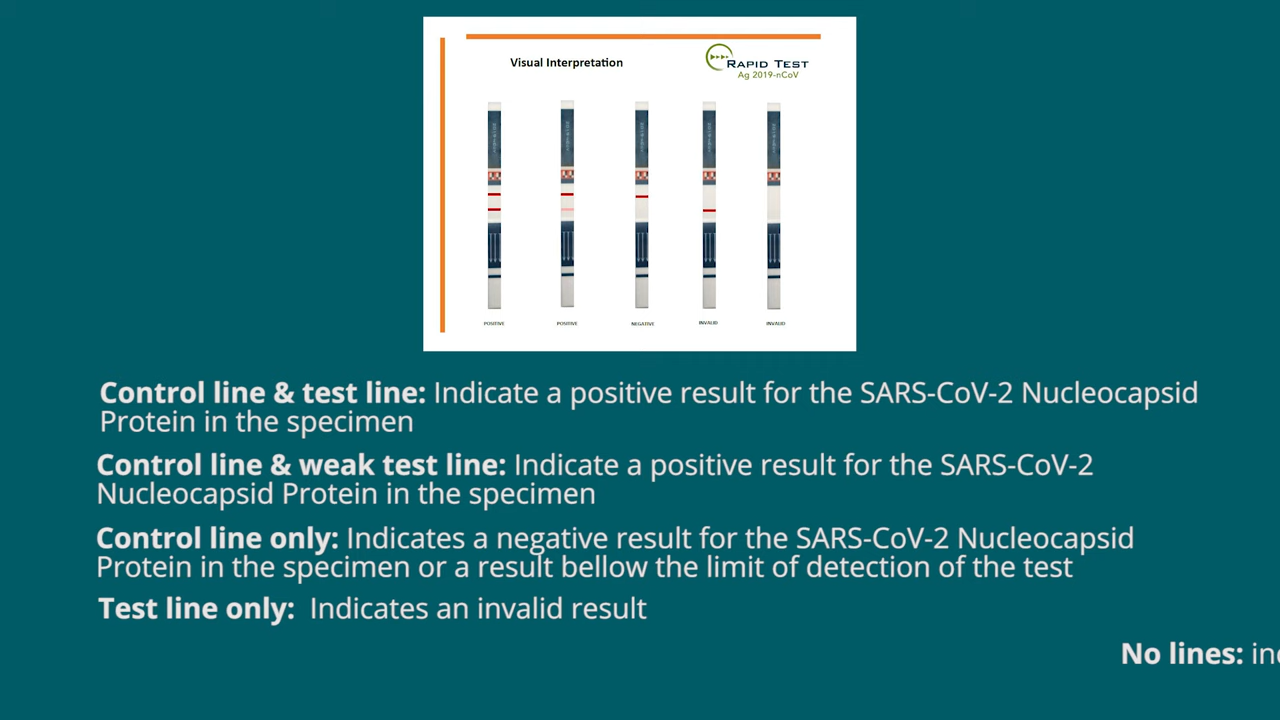 Visual Interpretation
RAPID TEST
Ag 2019-nCoV
POSITIVE POSITIVE NEGATIVE INVALID INVALID
Control line & test line: Indicate a positive result for the SARS-CoV-2 Nucleocapsid
Protein in the specimen
Control line & weak test line: Indicate a positive result for the SARS-CoV-2
Nucleocapsid Protein in the specimen
Control line only: Indicates a negative result for the SARS-CoV-2 Nucleocapsid
Protein in the specimen or a result bellow the limit of detection of the test
Test line only: Indicates an invalid result
No lines: